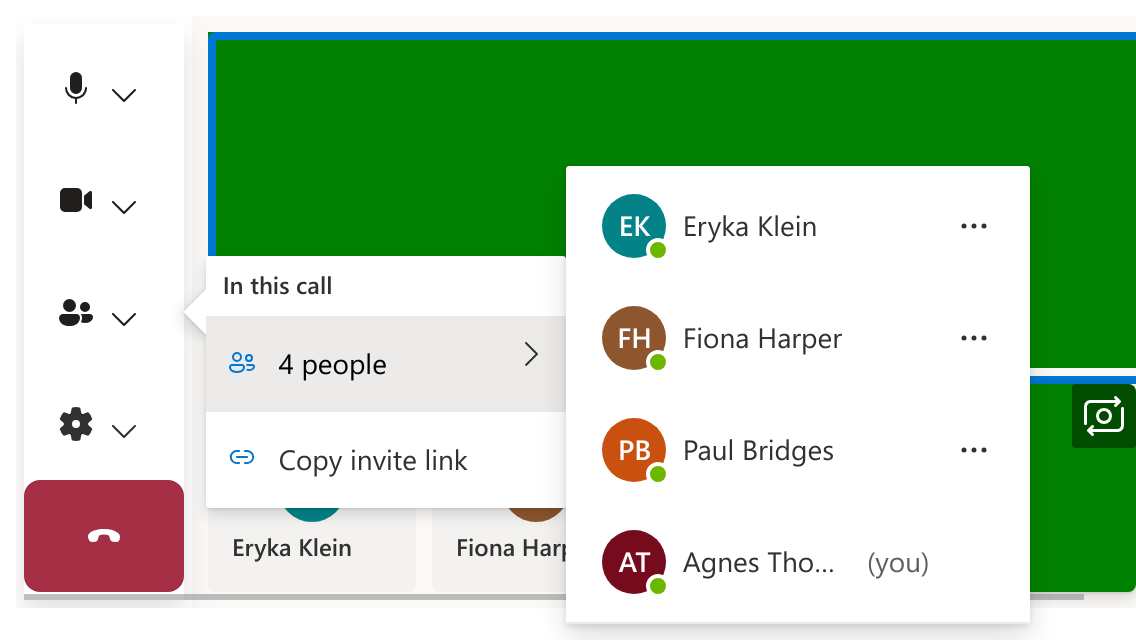 EK Eryka Klein
In this call
FH Fiona Harper
4 people
PB Paul Bridges
Copy invite link
Eryka Klein
Fiona Harp
AT Agnes Tho... (you)